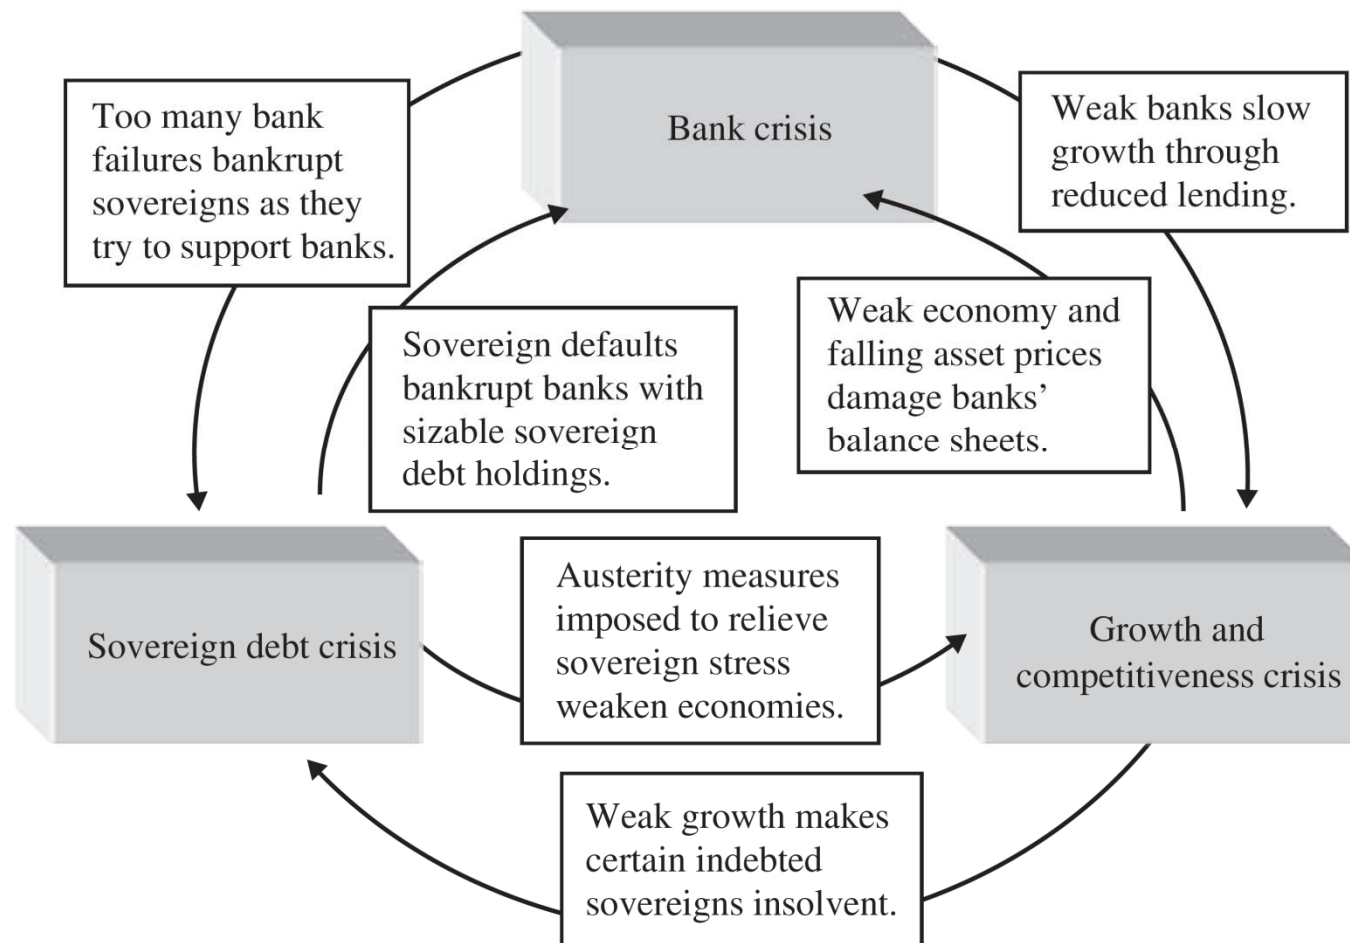 Bank crisis
Too many bank
failures bankrupt
sovereigns as they
try to support banks.
Weak banks slow
growth through
reduced lending.
Sovereign defaults
bankrupt banks with
sizable sovereign
debt holdings.
Weak economy and
falling asset prices
damage banks’
balance sheets.
Sovereign debt crisis
Austerity measures
imposed to relieve
sovereign stress
weaken economies.
Growth and
competitiveness crisis
Weak growth makes
certain indebted
sovereigns insolvent.